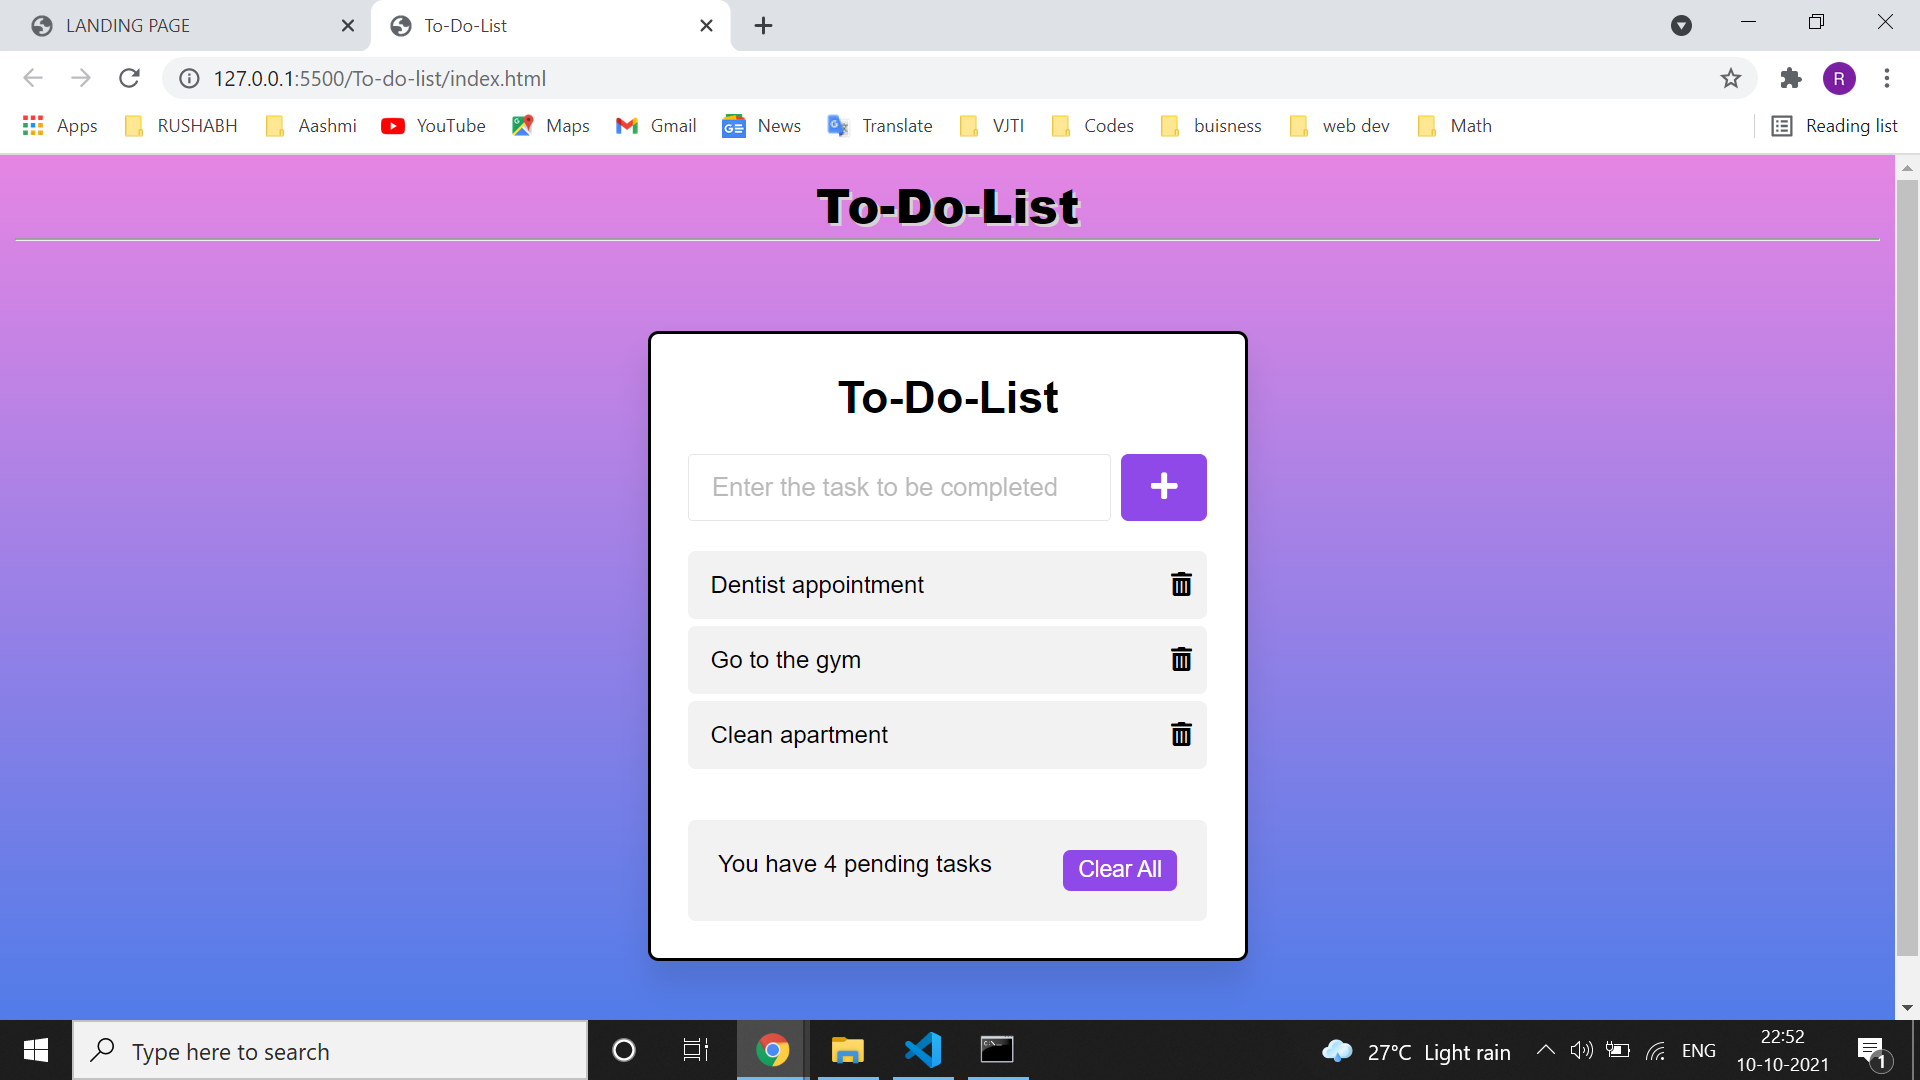 LANDING PAGE
To-Do-List
127.0.0.1:5500/To-do-list/index.html
R
Apps
RUSHABH
Aashmi
YouTube
Maps
Gmail
News
Translate
VJTI
Codes
buisness
web dev
Math
Reading list
To-Do-List
To-Do-List
Enter the task to be completed
Dentist appointment
Go to the gym
Clean apartment
You have 4 pending tasks
Clear All
Type here to search
27°C Light rain
ENG
22:52
10-10-2021
1